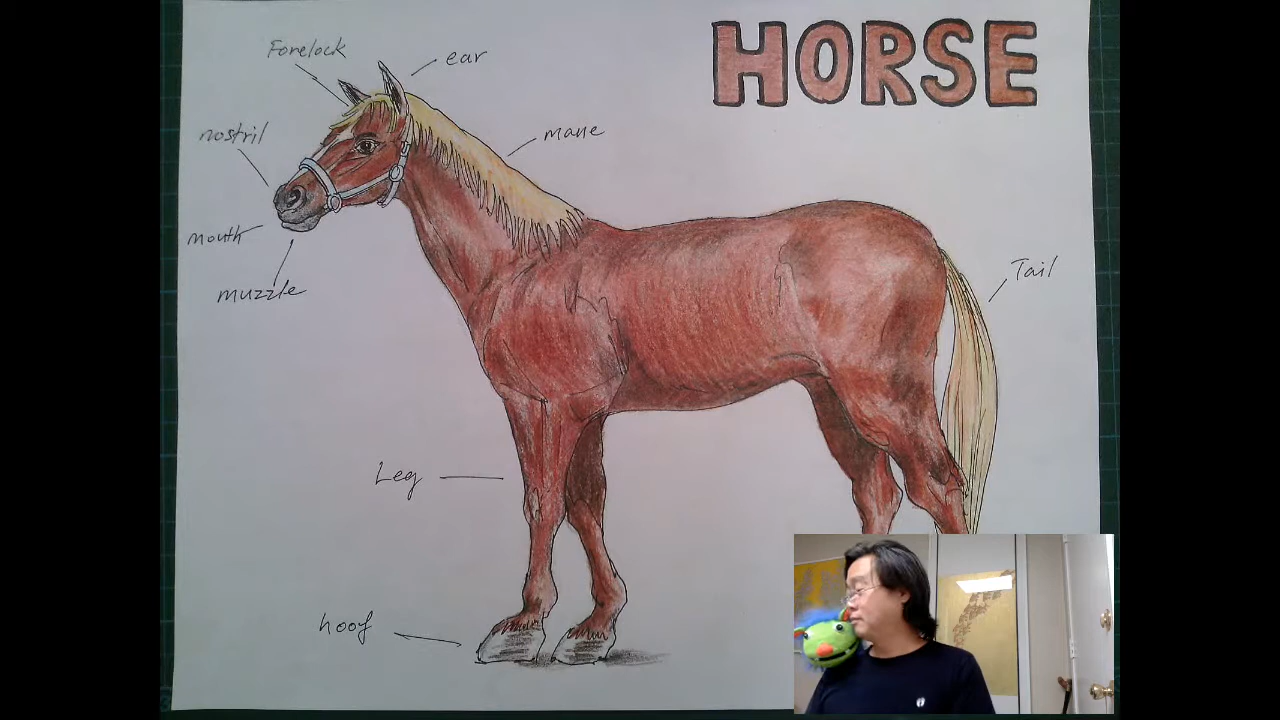 HORSE
Forelock
ear
nostril
mane
mouth
muzzle
Tail
Leg
hoof